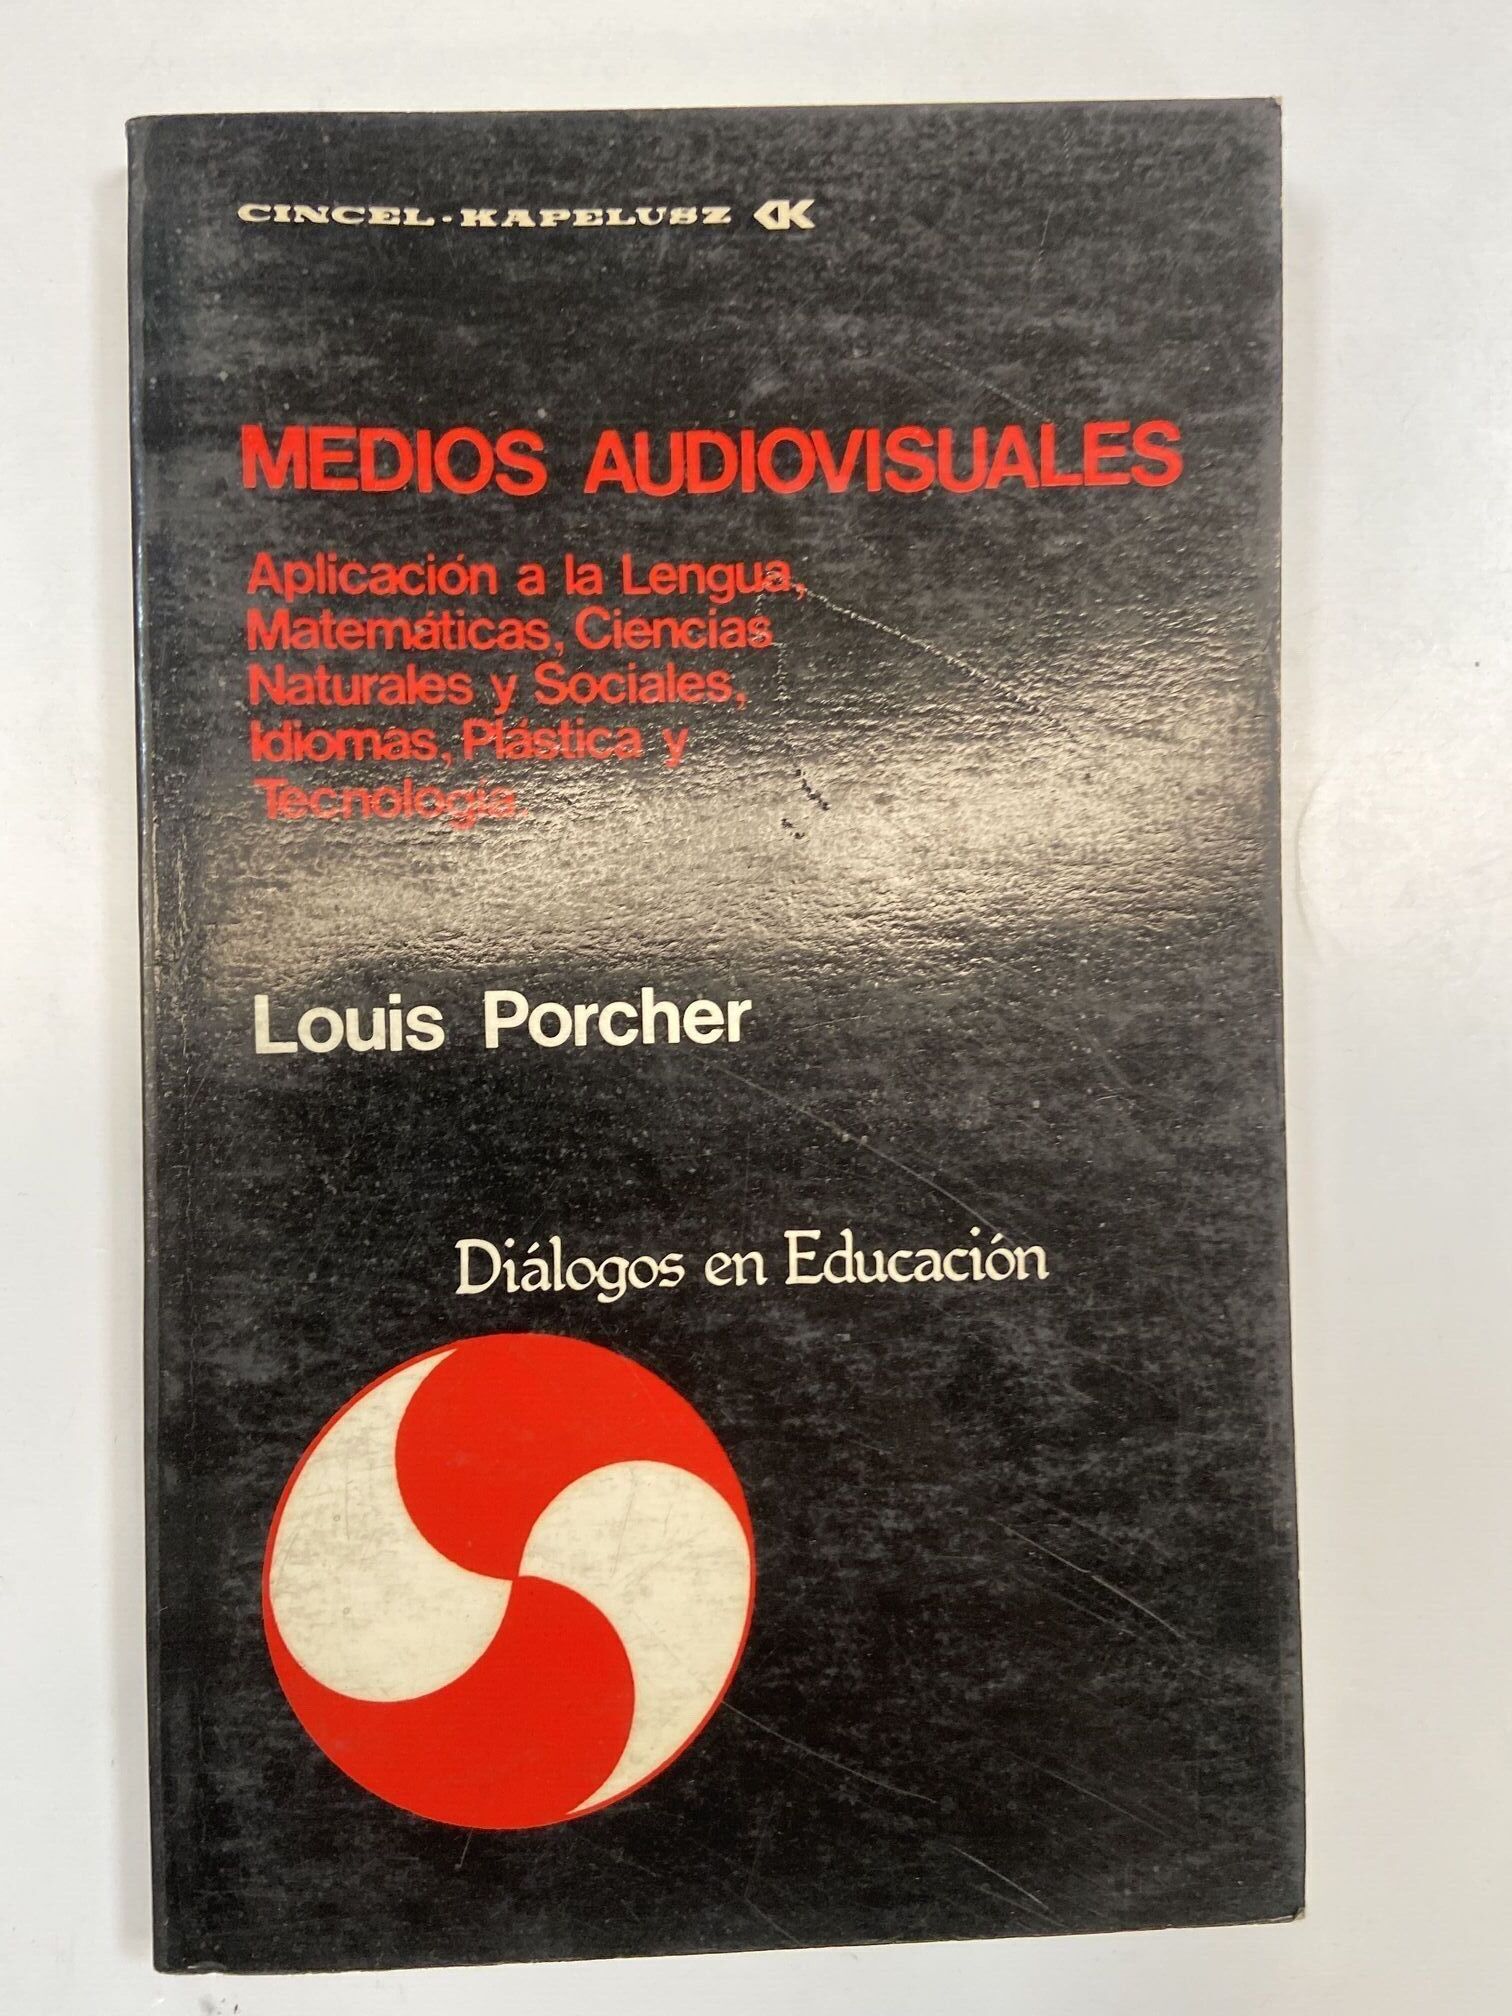 CINCEL-KAPELUSZ CK
MEDIOS AUDIOVISUALES
Aplicación a la Lengua,
Matemáticas, Ciencias
Naturales y Sociales,
Idiomas, Plástica y
Tecnología.
Louis Porcher
Diálogos en Educación